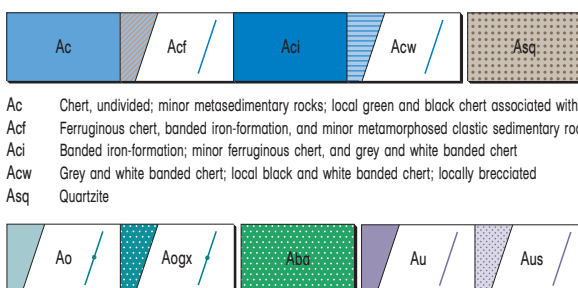 Ac Acf Aci Acw Asq
Ac Chert, undivided; minor metasedimentary rocks; local green and black chert associated with
Acf Ferruginous chert, banded iron-formation, and minor metamorphosed clastic sedimentary
Aci Banded iron-formation; minor ferruginous chert, and grey and white banded chert
Acw Grey and white banded chert; local black and white banded chert; locally brecciated
Asq Quartzite
Ao Aogx Aba Au Aus